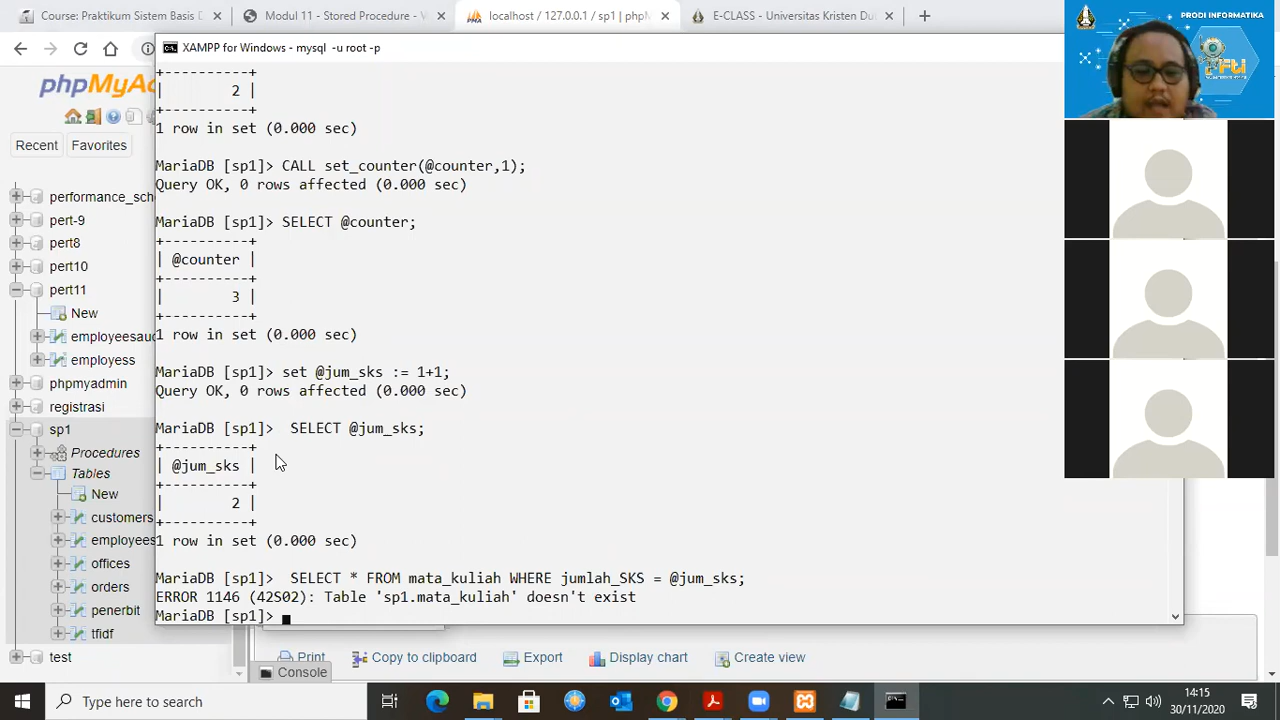 Course: Praktikum Sistem Basis D
Modul 11 - Stored Procedure - V
localhost / 127.0.0.1 / sp1 | phpM
E-CLASS - Universitas Kristen D
PRODI INFORMATIKA
Fti
XAMPP for Windows - mysql -u root -p
phpMyAd
Recent
Favorites
performance_sche
pert-9
pert8
pert10
pert11
New
employeesaud
employess
phpmyadmin
registrasi
sp1
Procedures
Tables
New
customers
employees
offices
orders
penerbit
tfidf
test
+----------+
| 2 |
+----------+
1 row in set (0.000 sec)
MariaDB [sp1]> CALL set_counter(@counter,1);
Query OK, 0 rows affected (0.000 sec)
MariaDB [sp1]> SELECT @counter;
+----------+
| @counter |
+----------+
| 3 |
+----------+
1 row in set (0.000 sec)
MariaDB [sp1]> set @jum_sks := 1+1;
Query OK, 0 rows affected (0.000 sec)
MariaDB [sp1]> SELECT @jum_sks;
+----------+
| @jum_sks |
+----------+
| 2 |
+----------+
1 row in set (0.000 sec)
MariaDB [sp1]> SELECT * FROM mata_kuliah WHERE jumlah_SKS = @jum_sks;
ERROR 1146 (42S02): Table 'sp1.mata_kuliah' doesn't exist
MariaDB [sp1]>
Print
Copy to clipboard
Export
Display chart
Create view
Console
Type here to search
14:15
30/11/2020